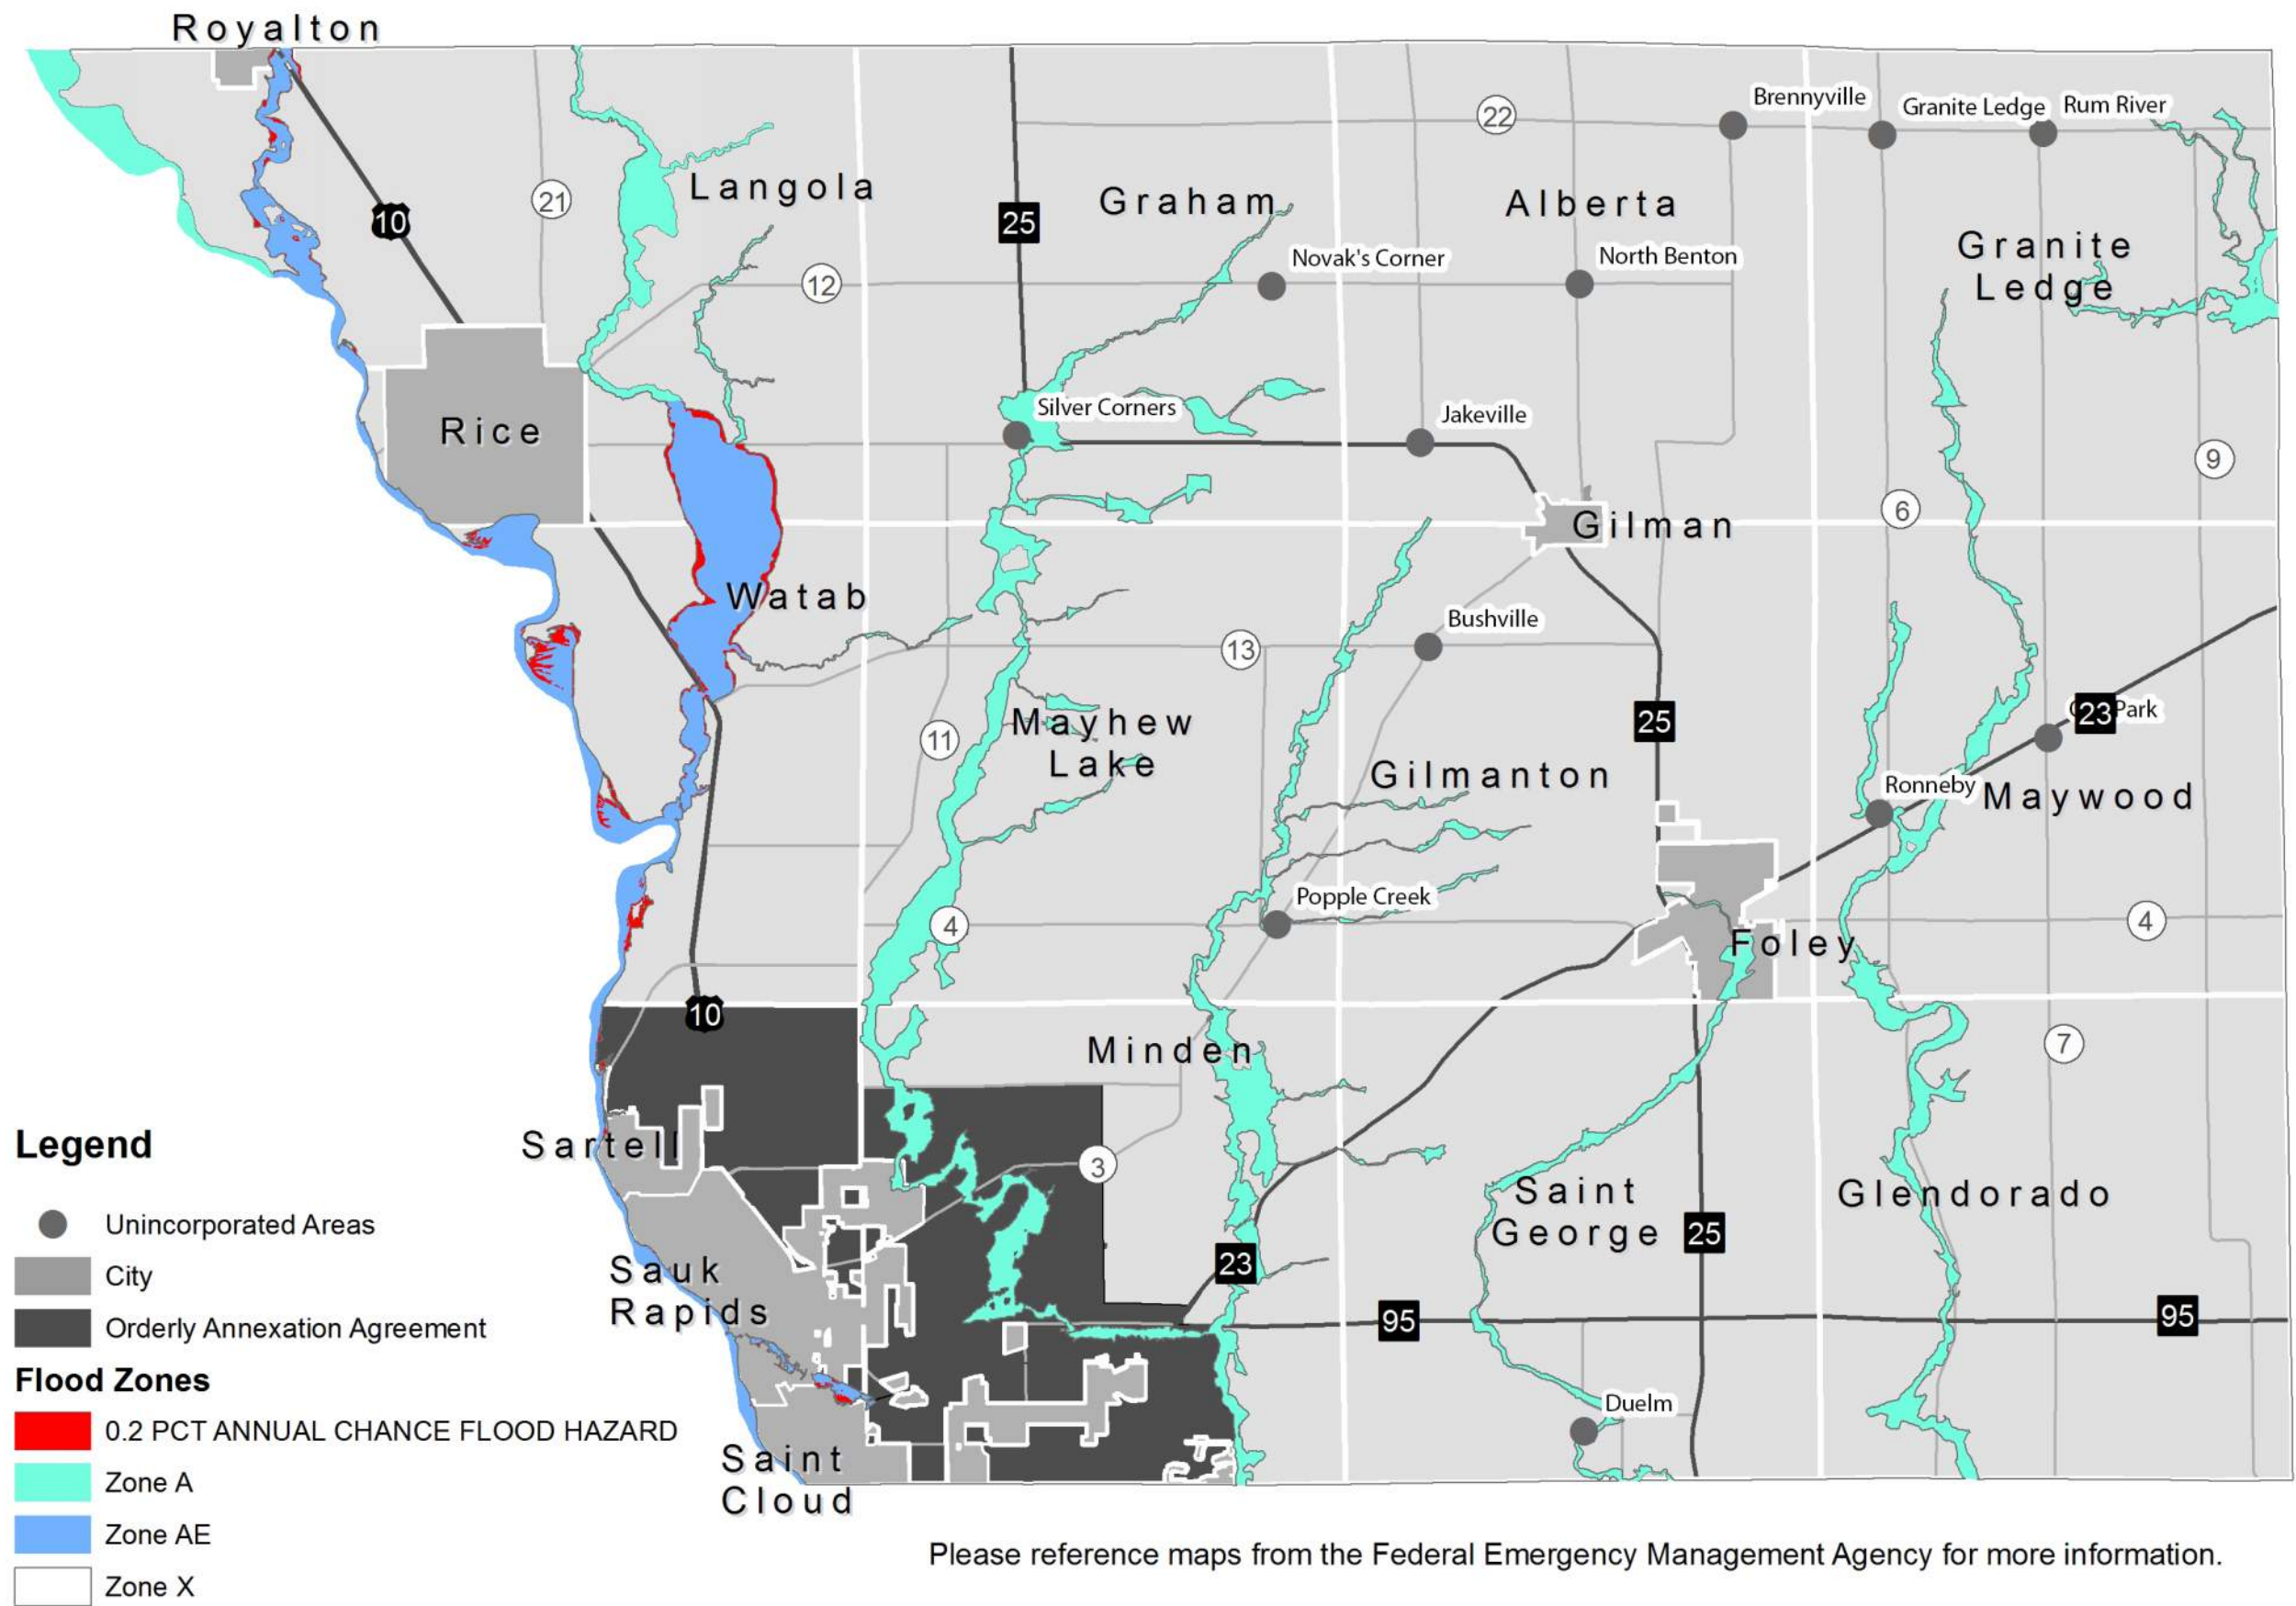 Royalton
Brennyville
Granite Ledge
Rum River
22
Langola
21
10
25
Graham
Alberta
Granite
Ledge
Novak's Corner
North Benton
12
Silver Corners
Jakeville
Rice
9
6
Gilman
Watab
Bushville
13
25
23
Park
11
Mayhew
Lake
Gilmanton
Ronneby
Maywood
Popple Creek
4
4
Foley
10
Minden
7
Sartell
3
Saint
George
25
Glendorado
Sauk
Rapids
23
95
95
Duelm
Saint
Cloud
Legend
Unincorporated Areas
City
Orderly Annexation Agreement
Flood Zones
0.2 PCT ANNUAL CHANCE FLOOD HAZARD
Zone A
Zone AE
Zone X
Please reference maps from the Federal Emergency Management Agency for more information.